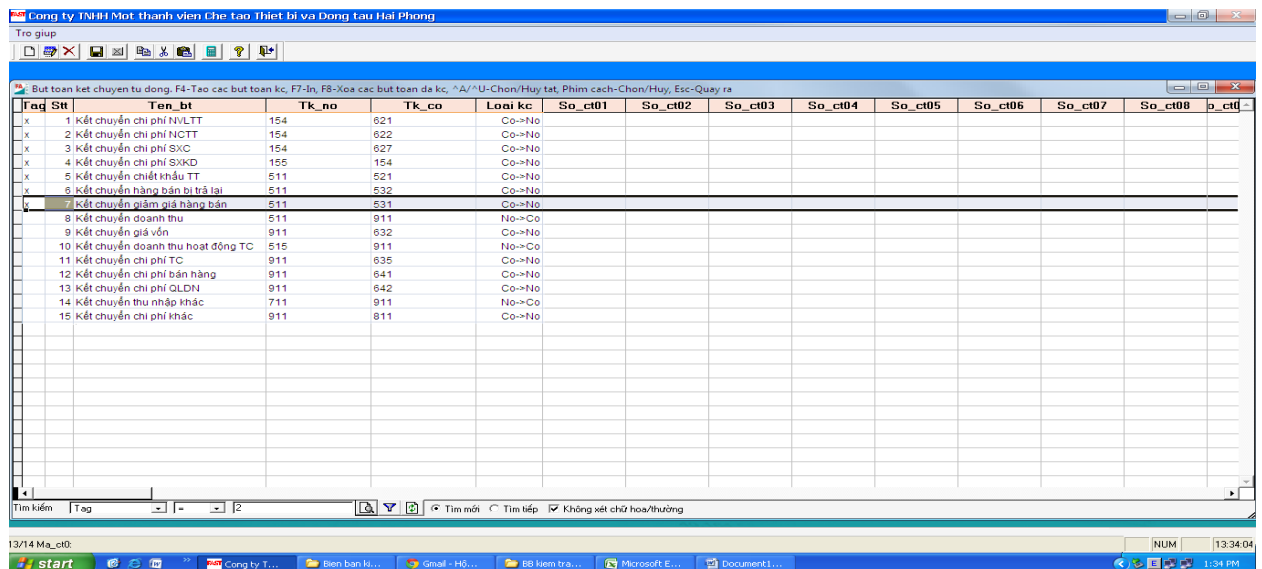 FAST Cong ty TNHH Mot thanh vien Che tao Thiet bi va Dong tau Hai Phong
Tro giup
But toan ket chuyen tu dong. F4-Tao cac but toan kc, F7-In, F8-Xoa cac but toan da kc, ^A/^U-Chon/Huy tat, Phim cach-Chon/Huy, Esc-Quay ra
Tag Stt Ten_bt Tk_no Tk_co Loai kc So_ct01 So_ct02 So_ct03 So_ct04 So_ct05 So_ct06 So_ct07 So_ct08
x 1 Kết chuyển chi phí NVLTT 154 621 Co->No
x 2 Kết chuyển chi phí NCTT 154 622 Co->No
x 3 Kết chuyển chi phí SXC 154 627 Co->No
x 4 Kết chuyển chi phí SXKD 155 154 Co->No
x 5 Kết chuyển chiết khấu TT 511 521 Co->No
x 6 Kết chuyển hàng bán bị trả lại 511 532 Co->No
x 7 Kết chuyển giảm giá hàng bán 511 531 Co->No
8 Kết chuyển doanh thu 511 911 No->Co
9 Kết chuyển giá vốn 911 632 Co->No
10 Kết chuyển doanh thu hoạt động TC 515 911 No->Co
11 Kết chuyển chi phí TC 911 635 Co->No
12 Kết chuyển chi phí bán hàng 911 641 Co->No
13 Kết chuyển chi phí QLDN 911 642 Co->No
14 Kết chuyển thu nhập khác 711 911 No->Co
15 Kết chuyển chi phí khác 911 811 Co->No
Tìm kiếm Tag = 2 Tìm mới Tìm tiếp Không xét chữ hoa/thường
13/14 Ma_ct0: NUM 13:34:04
start Cong ty T... Bien ban ki... Gmail - Hộ... BB kiem tra... Microsoft E... Document1... E 1:34 PM